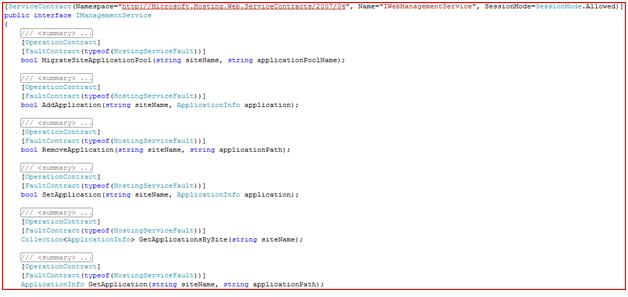 [ServiceContract(Namespace="http://Microsoft.Hosting.Web.ServiceContracts/2007/04", Name="IWebManagementService", SessionMode=SessionMode.Allowed)]
public interface IManagementService
{
/// <summary> ...
[OperationContract]
[FaultContract(typeof(HostingServiceFault))]
bool MigrateSiteApplicationPool(string siteName, string applicationPoolName);
/// <summary> ...
[OperationContract]
[FaultContract(typeof(HostingServiceFault))]
bool AddApplication(string siteName, ApplicationInfo application);
/// <summary> ...
[OperationContract]
[FaultContract(typeof(HostingServiceFault))]
bool RemoveApplication(string siteName, string applicationPath);
/// <summary> ...
[OperationContract]
[FaultContract(typeof(HostingServiceFault))]
bool SetApplication(string siteName, ApplicationInfo application);
/// <summary> ...
[OperationContract]
[FaultContract(typeof(HostingServiceFault))]
Collection<ApplicationInfo> GetApplicationsBySite(string siteName);
/// <summary> ...
[OperationContract]
[FaultContract(typeof(HostingServiceFault))]
ApplicationInfo GetApplication(string siteName, string applicationPath);